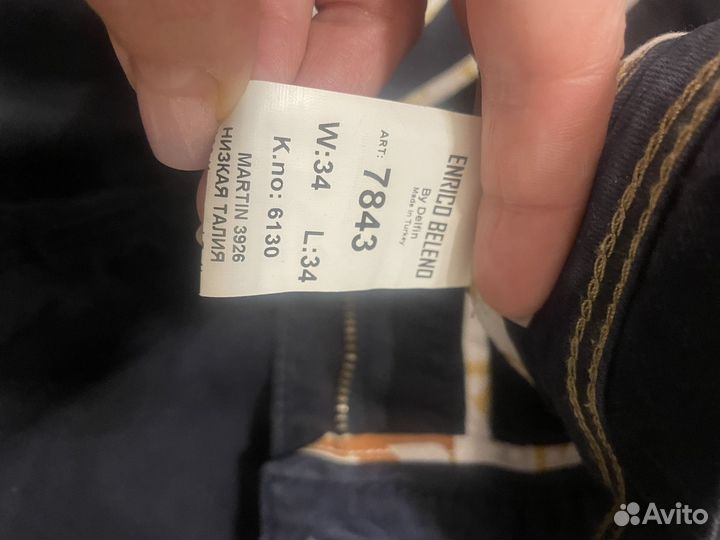 ENRICO BELENO
By Delfin
Made in Turkey
ART: 7843
W:34 L:34
K.no: 6130
MARTIN 3926
НИЗКАЯ ТАЛИЯ
Avito